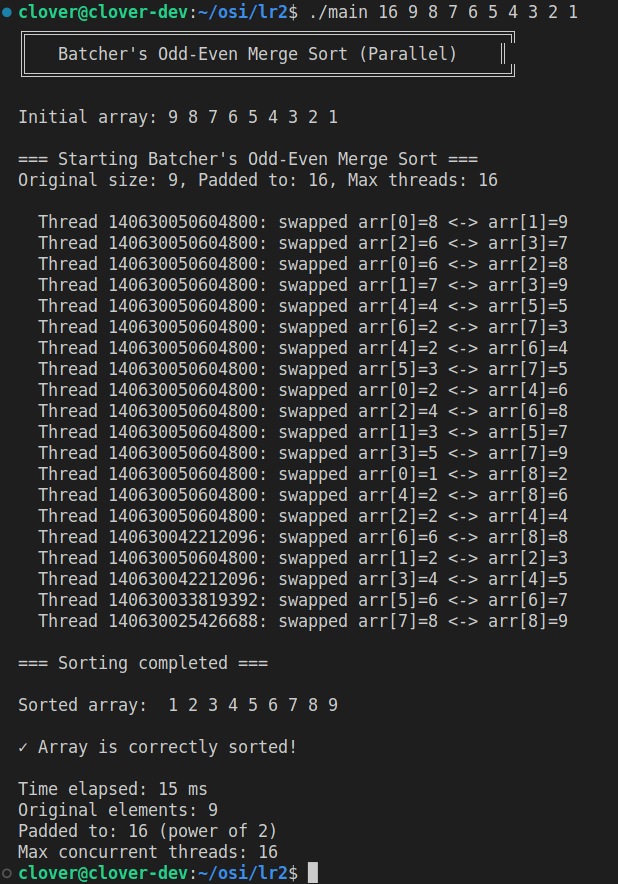 clover@clover-dev:~/osi/lr2$ ./main 16 9 8 7 6 5 4 3 2 1
Batcher's Odd-Even Merge Sort (Parallel)
Initial array: 9 8 7 6 5 4 3 2 1
=== Starting Batcher's Odd-Even Merge Sort ===
Original size: 9, Padded to: 16, Max threads: 16
Thread 140630050604800: swapped arr[0]=8 <-> arr[1]=9
Thread 140630050604800: swapped arr[2]=6 <-> arr[3]=7
Thread 140630050604800: swapped arr[0]=6 <-> arr[2]=8
Thread 140630050604800: swapped arr[1]=7 <-> arr[3]=9
Thread 140630050604800: swapped arr[4]=4 <-> arr[5]=5
Thread 140630050604800: swapped arr[6]=2 <-> arr[7]=3
Thread 140630050604800: swapped arr[4]=2 <-> arr[6]=4
Thread 140630050604800: swapped arr[5]=3 <-> arr[7]=5
Thread 140630050604800: swapped arr[0]=2 <-> arr[4]=6
Thread 140630050604800: swapped arr[2]=4 <-> arr[6]=8
Thread 140630050604800: swapped arr[1]=3 <-> arr[5]=7
Thread 140630050604800: swapped arr[3]=5 <-> arr[7]=9
Thread 140630050604800: swapped arr[0]=1 <-> arr[8]=2
Thread 140630050604800: swapped arr[4]=2 <-> arr[8]=6
Thread 140630050604800: swapped arr[2]=2 <-> arr[4]=4
Thread 140630042212096: swapped arr[6]=6 <-> arr[8]=8
Thread 140630050604800: swapped arr[1]=2 <-> arr[2]=3
Thread 140630042212096: swapped arr[3]=4 <-> arr[4]=5
Thread 140630033819392: swapped arr[5]=6 <-> arr[6]=7
Thread 140630025426688: swapped arr[7]=8 <-> arr[8]=9
=== Sorting completed ===
Sorted array:  1 2 3 4 5 6 7 8 9
✓ Array is correctly sorted!
Time elapsed: 15 ms
Original elements: 9
Padded to: 16 (power of 2)
Max concurrent threads: 16
clover@clover-dev:~/osi/lr2$